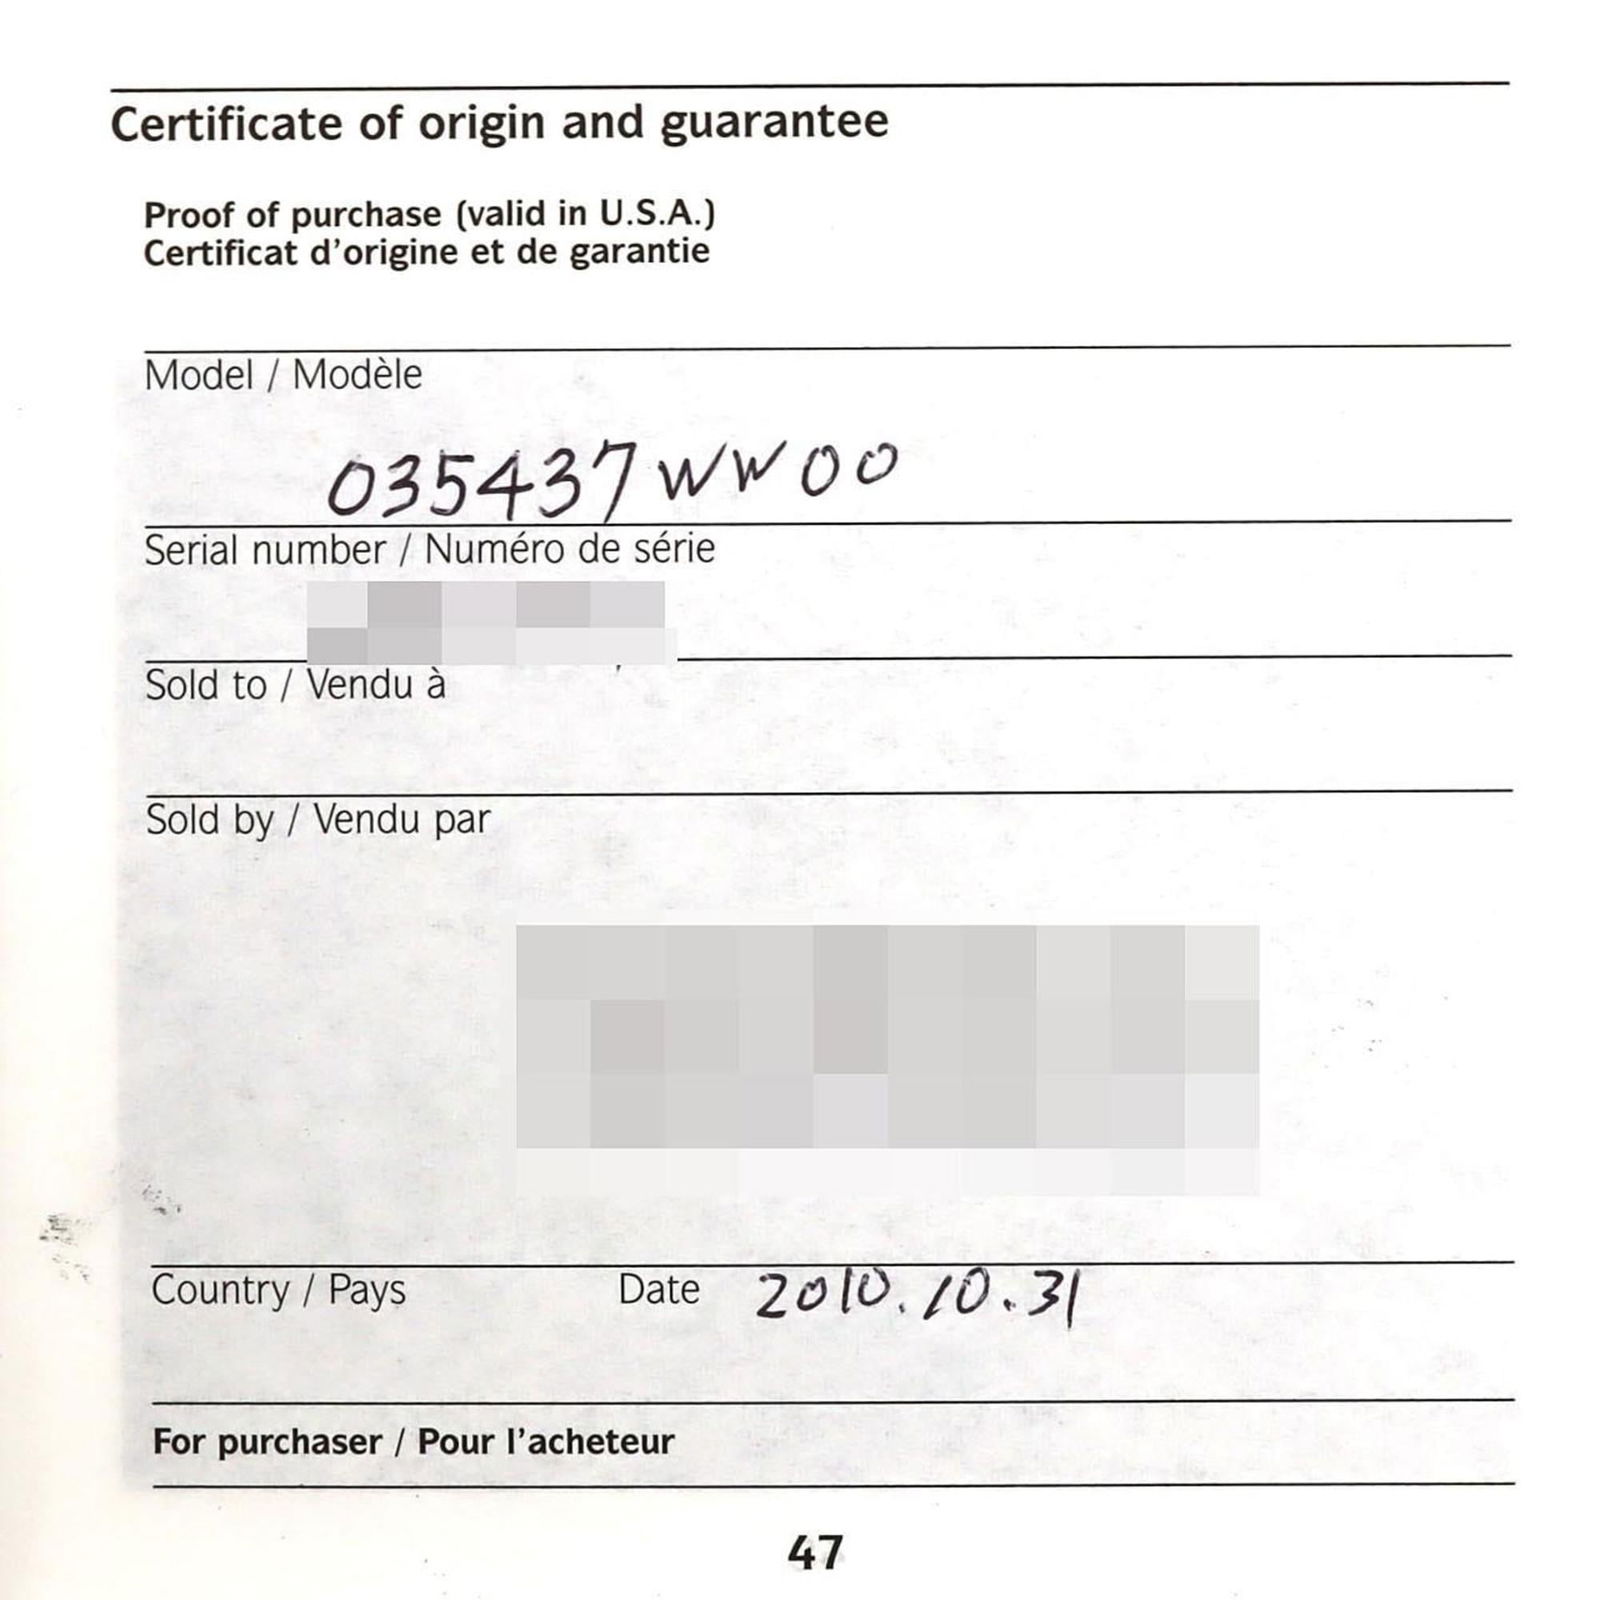 Certificate of origin and guarantee
Proof of purchase (valid in U.S.A.)
Certificat d'origine et de garantie
Model / Modèle
035437WW00
Serial number / Numéro de série
Sold to / Vendu à
Sold by / Vendu par
Country / Pays Date 2010.10.31
For purchaser / Pour l'acheteur
47